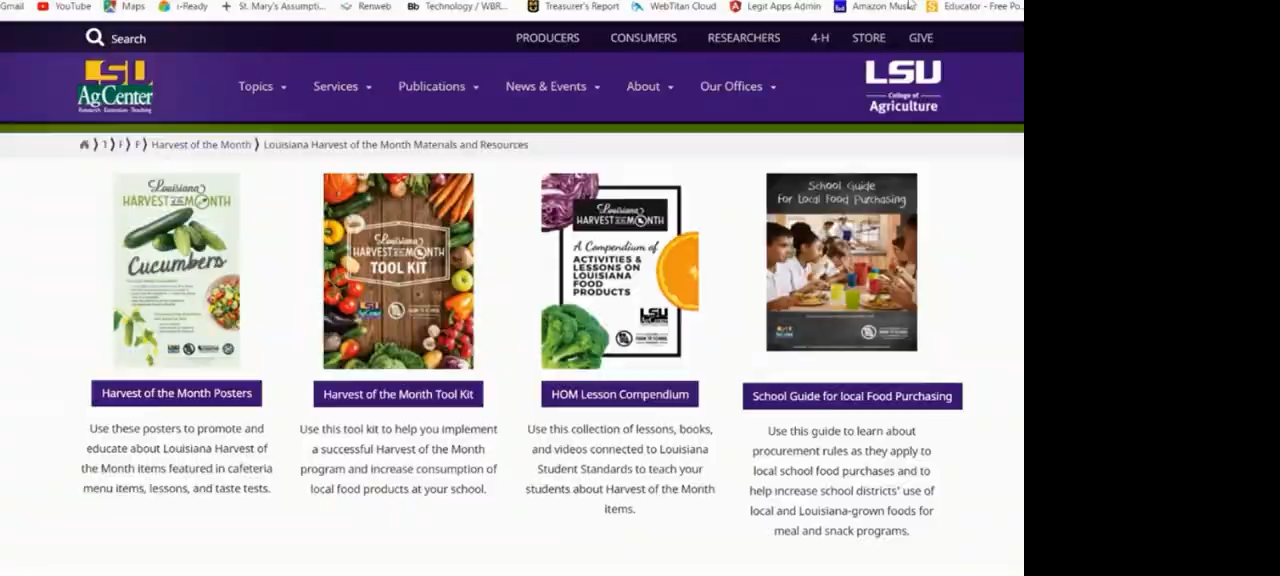 Gmail YouTube Maps i-Ready St. Mary's Assumpti... Renweb Bb Technology / WBR... Treasurer's Report WebTitan Cloud Legit Apps Admin Amazon Music Educator - Free Po...
Search PRODUCERS CONSUMERS RESEARCHERS 4-H STORE GIVE
LSU
AgCenter
Research · Extension · Teaching
Topics Services Publications News & Events About Our Offices
LSU
College of
Agriculture
T F F Harvest of the Month Louisiana Harvest of the Month Materials and Resources
Louisiana
HARVEST OF THE MONTH
Cucumbers
Louisiana
HARVEST OF THE MONTH
TOOL KIT
Louisiana
HARVEST OF THE MONTH
A Compendium of
ACTIVITIES &
LESSONS ON
LOUISIANA
FOOD
PRODUCTS
LSU
AgCenter
School Guide
For Local Food Purchasing
Harvest of the Month Posters
Use these posters to promote and
educate about Louisiana Harvest of
the Month items featured in cafeteria
menu items, lessons, and taste tests.
Harvest of the Month Tool Kit
Use this tool kit to help you implement
a successful Harvest of the Month
program and increase consumption of
local food products at your school.
HOM Lesson Compendium
Use this collection of lessons, books,
and videos connected to Louisiana
Student Standards to teach your
students about Harvest of the Month
items.
School Guide for local Food Purchasing
Use this guide to learn about
procurement rules as they apply to
local school food purchases and to
help increase school districts' use of
local and Louisiana-grown foods for
meal and snack programs.